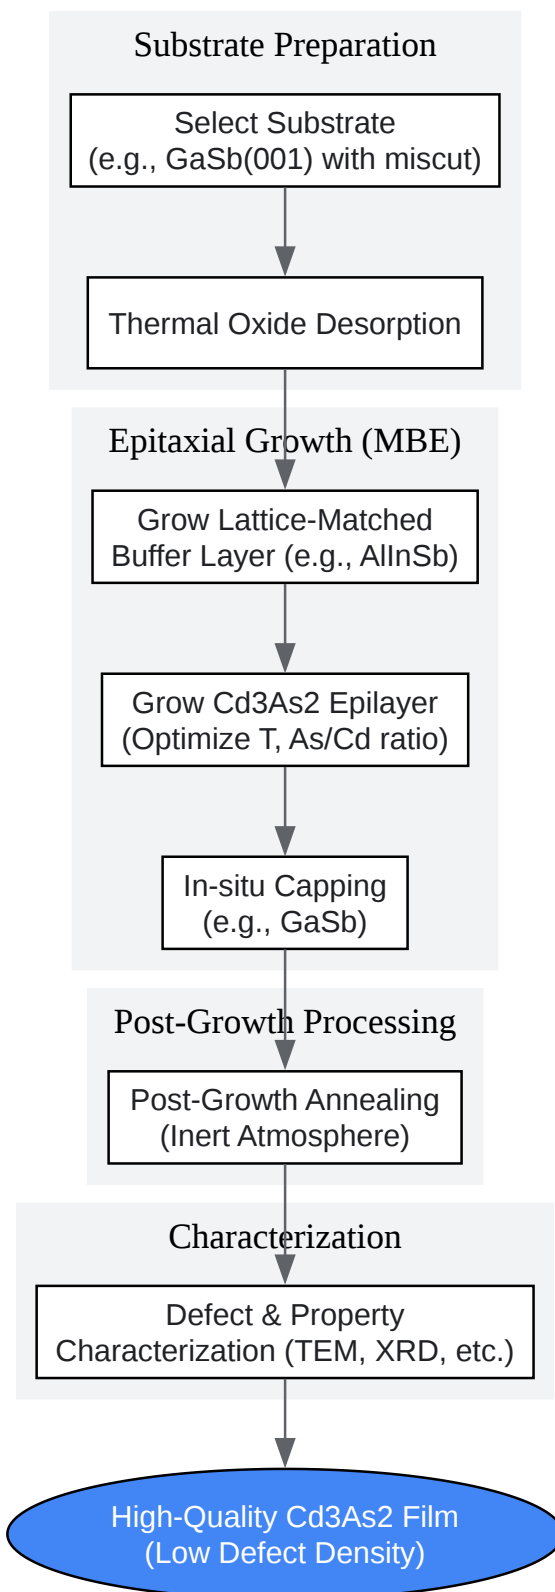 Substrate Preparation
Select Substrate
(e.g., GaSb(001) with miscut)
Thermal Oxide Desorption
Epitaxial Growth (MBE)
Grow Lattice-Matched
Buffer Layer (e.g., AlInSb)
Grow Cd3As2 Epilayer
(Optimize T, As/Cd ratio)
In-situ Capping
(e.g., GaSb)
Post-Growth Processing
Post-Growth Annealing
(Inert Atmosphere)
Characterization
Defect & Property
Characterization (TEM, XRD, etc.)
High-Quality Cd3As2 Film
(Low Defect Density)